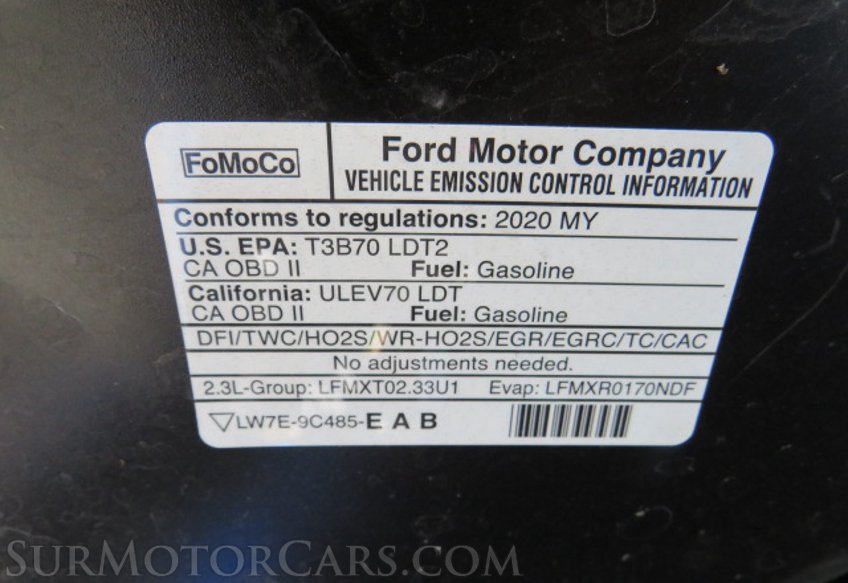 FoMoCo
Ford Motor Company
VEHICLE EMISSION CONTROL INFORMATION
Conforms to regulations: 2020 MY
U.S. EPA: T3B70 LDT2
CA OBD II Fuel: Gasoline
California: ULEV70 LDT
CA OBD II Fuel: Gasoline
DFI/TWC/HO2S/WR-HO2S/EGR/EGRC/TC/CAC
No adjustments needed.
2.3L-Group: LFMXT02.33U1 Evap: LFMXR0170NDF
LW7E-9C485-E A B
SurMotorCars.com